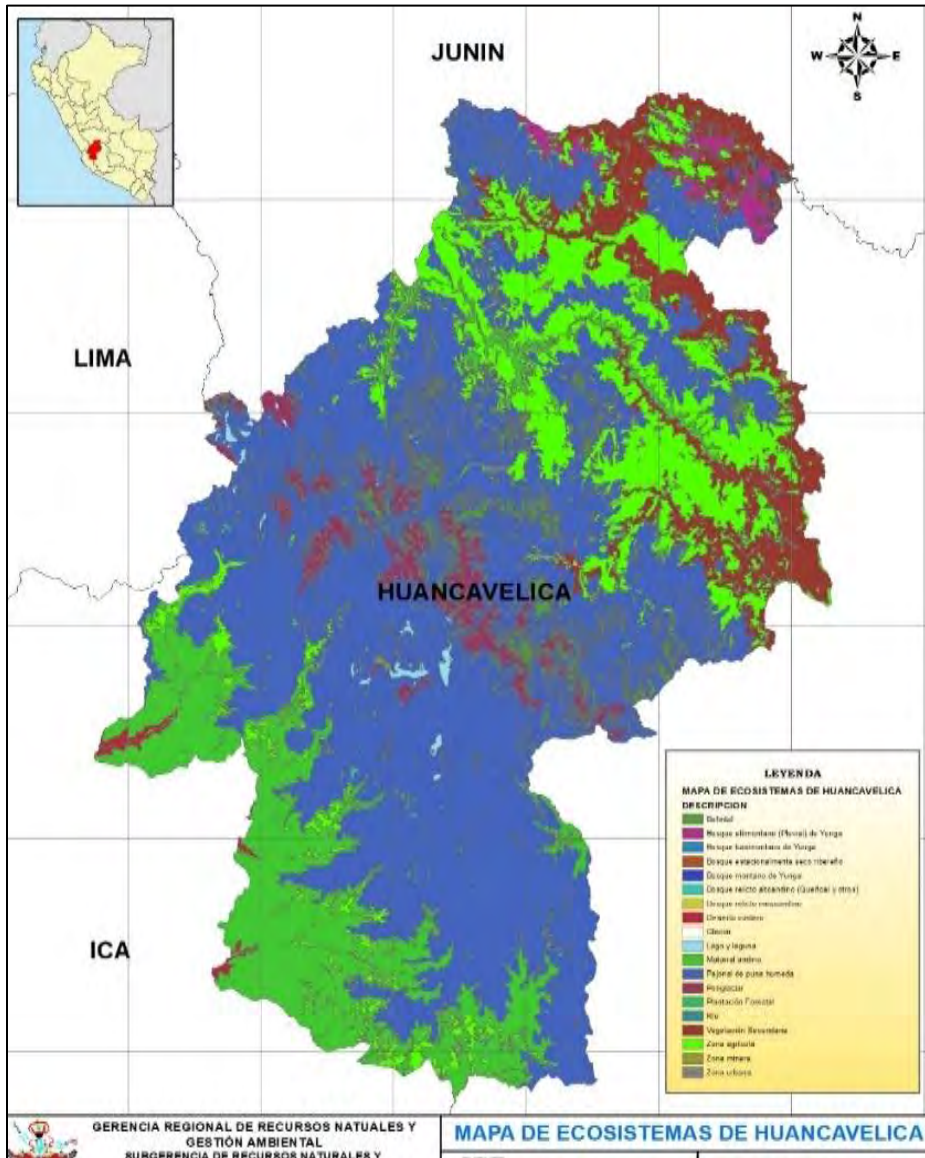 JUNIN
N
W E
S
LIMA
HUANCAVELICA
ICA
LEYENDA
MAPA DE ECOSISTEMAS DE HUANCAVELICA
DESCRIPCION
Bofedal
Bosque altimontano (Pluvial) de Yunga
Bosque basimontano de Yunga
Bosque estacionalmente seco ribereño
Bosque montano de Yunga
Bosque relicto altoandino (Queñoal y otros)
Bosque relicto mesoandino
Desierto costero
Glaciar
Lago y laguna
Matorral andino
Pajonal de puna humeda
Periglaciar
Plantación Forestal
Rio
Vegetación Secundaria
Zona agrícola
Zona minera
Zona urbana
GERENCIA REGIONAL DE RECURSOS NATUALES Y
GESTIÓN AMBIENTAL
SUBGERENCIA DE RECURSOS NATURALES Y
MAPA DE ECOSISTEMAS DE HUANCAVELICA